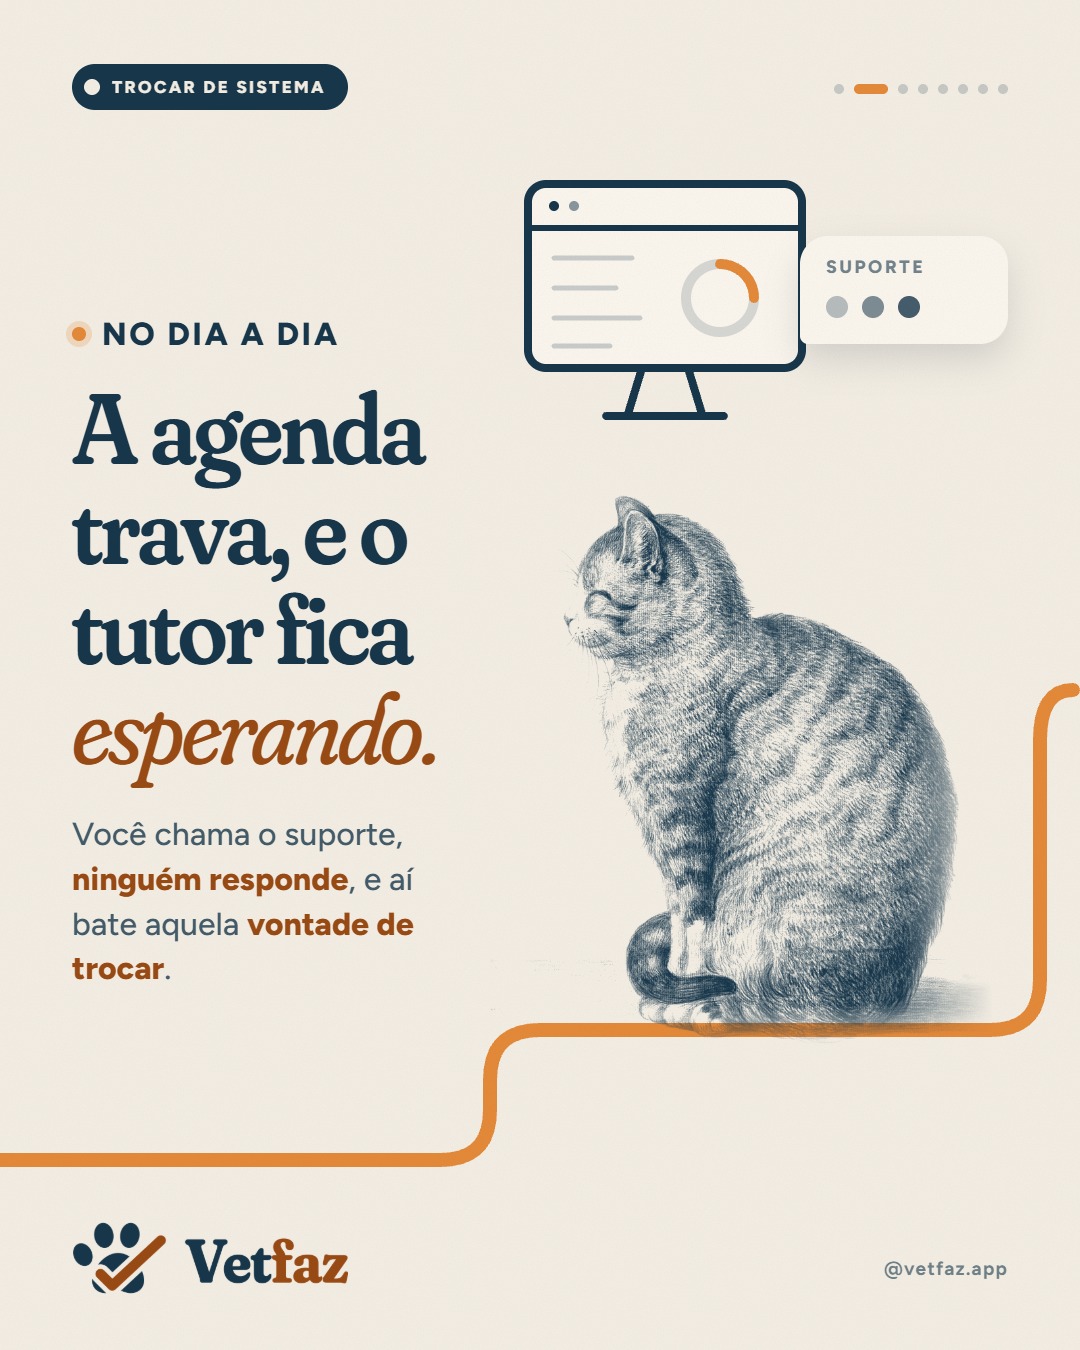 TROCAR DE SISTEMA
SUPORTE
NO DIA A DIA
A agenda
trava, e o
tutor fica
esperando.
Você chama o suporte,
ninguém responde, e aí
bate aquela vontade de
trocar.
Vetfaz
@vetfaz.app